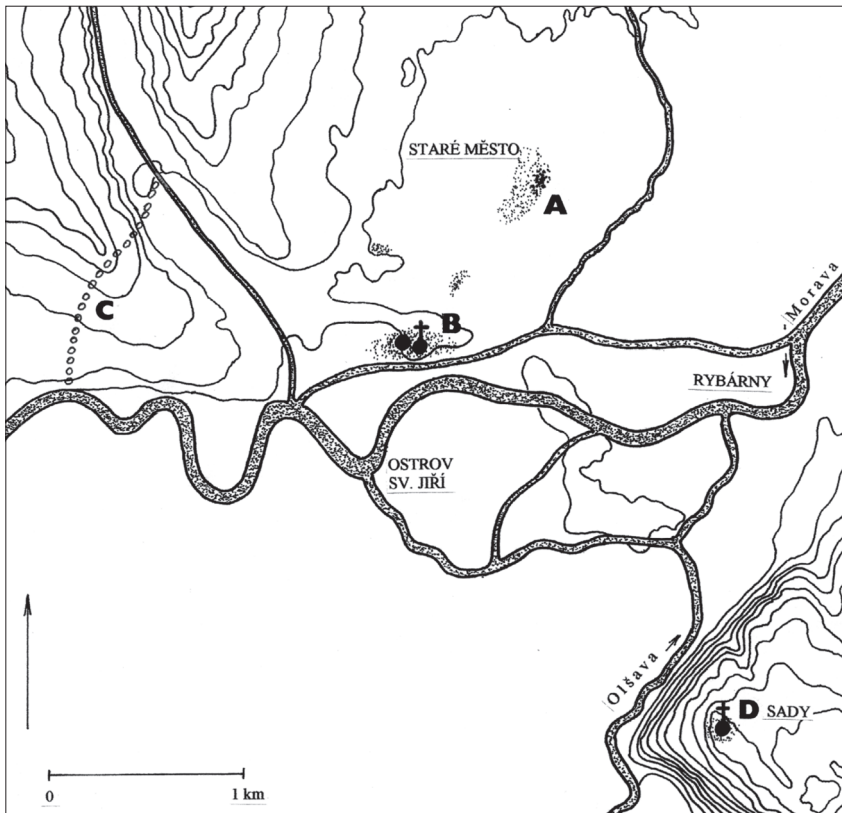 STARÉ MĚSTO
A
Morava
C
B
RYBÁRNY
OSTROV
SV. JIŘÍ
Olšava
D SADY
0 1 km